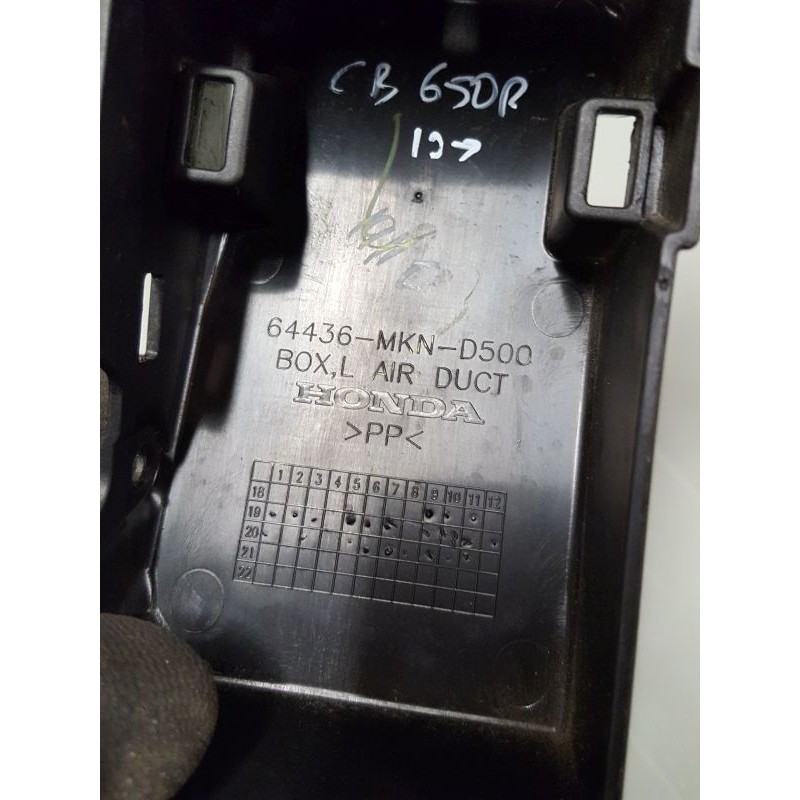 CB 650R
19->
64436-MKN-D500
BOX,L AIR DUCT
HONDA
>PP<
1 2 3 4 5 6 7 8 9 10 11 12
18
19
20
21
22